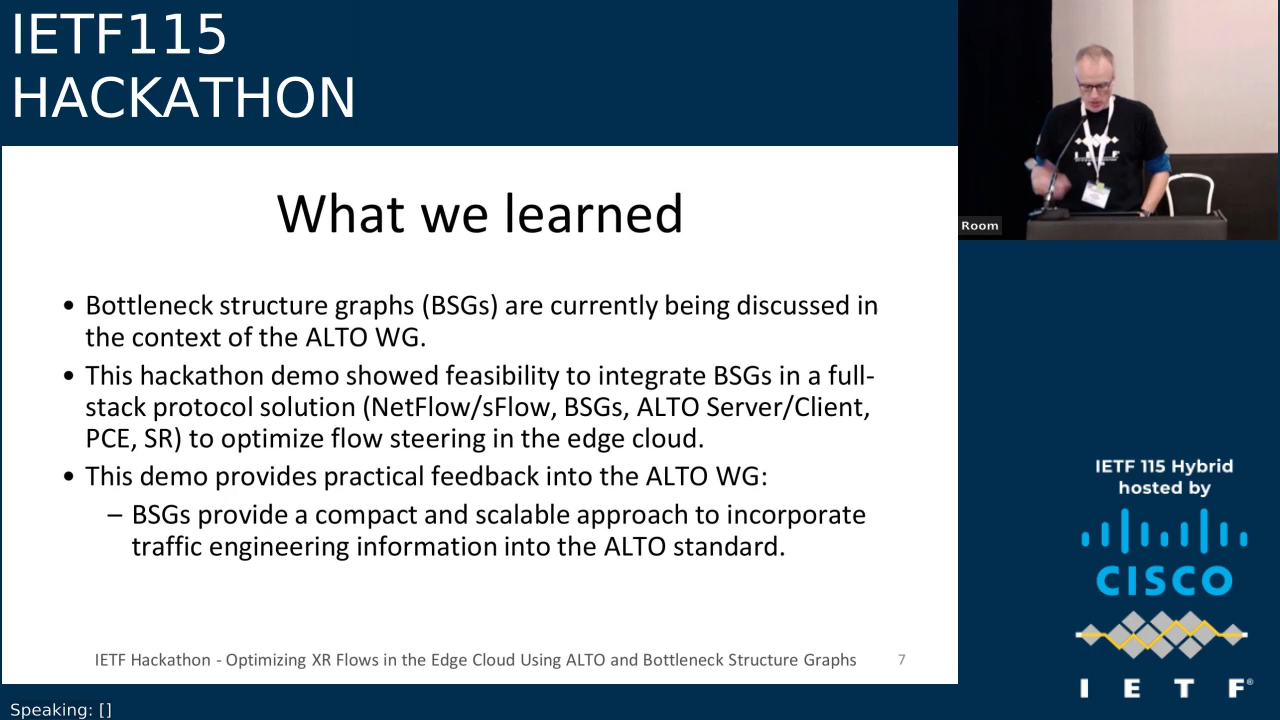 IETF115
HACKATHON
What we learned
• Bottleneck structure graphs (BSGs) are currently being discussed in
the context of the ALTO WG.
• This hackathon demo showed feasibility to integrate BSGs in a full-
stack protocol solution (NetFlow/sFlow, BSGs, ALTO Server/Client,
PCE, SR) to optimize flow steering in the edge cloud.
• This demo provides practical feedback into the ALTO WG:
– BSGs provide a compact and scalable approach to incorporate
traffic engineering information into the ALTO standard.
IETF Hackathon - Optimizing XR Flows in the Edge Cloud Using ALTO and Bottleneck Structure Graphs 7
Speaking: []
Room
I E T F
IETF 115 Hybrid
hosted by
CISCO
I E T F®